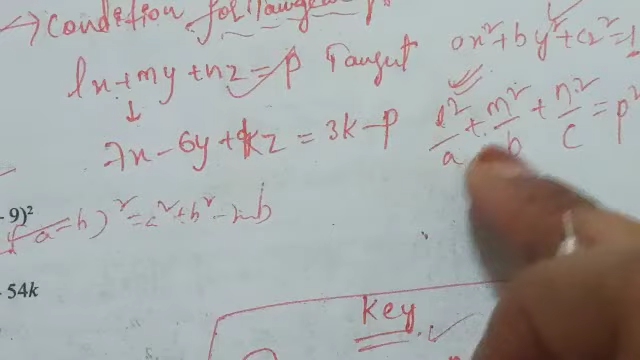 → Condition for Tangent
lx + my + nz = p Tangent ax² + by² + cz² = 1
↓
7x - 6y + kz = 3k - p l²/a + m²/b + n²/c = p²
- 9)²
a - b)² = a² + b² - 2ab
54k
Key